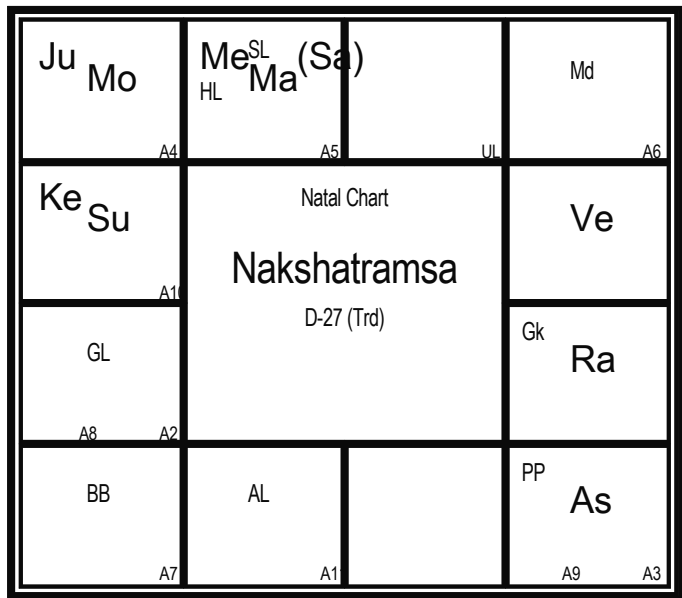 Ju Mo
A4
Me SL (Sa)
HL Ma
A5
UL
Md
A6
Ke Su
A10
Natal Chart
Nakshatramsa
D-27 (Trd)
Ve
GL
A8 A2
Gk Ra
BB
A7
AL
A11
PP As
A9 A3